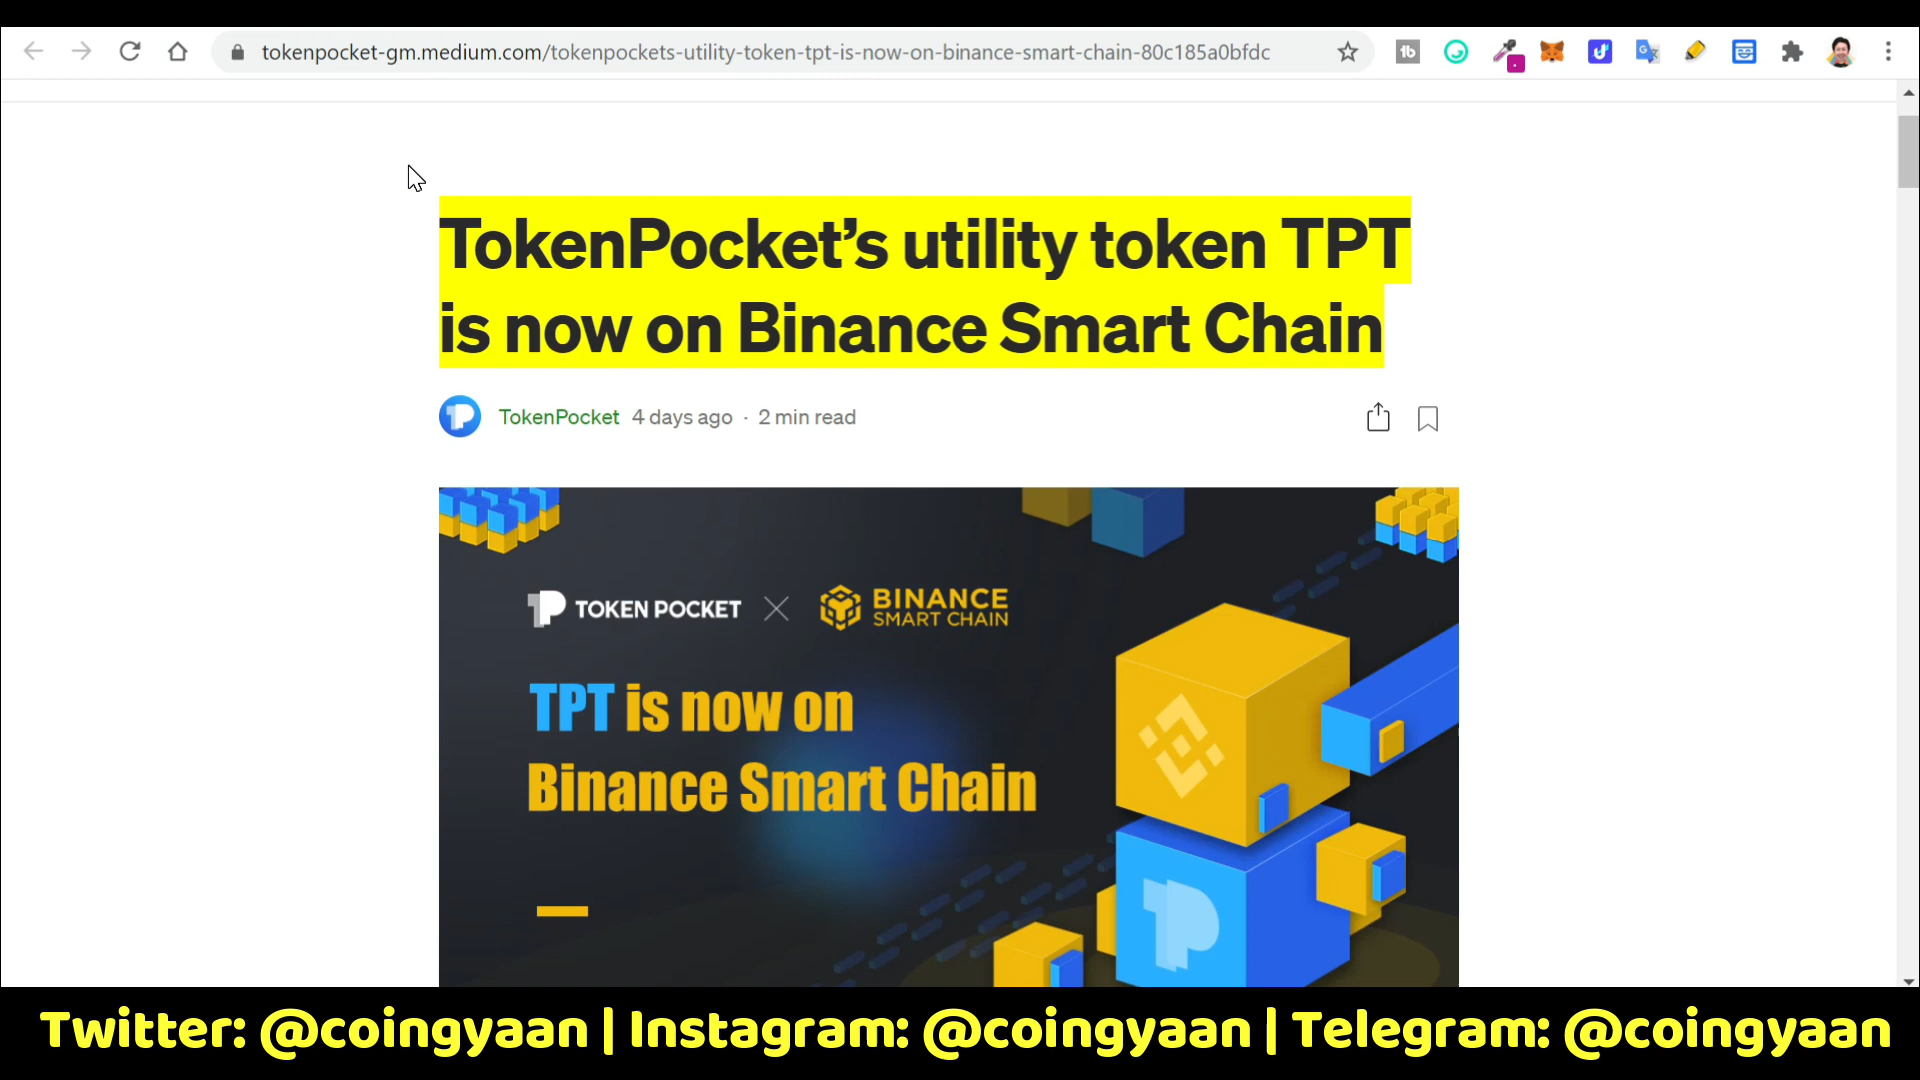 tokenpocket-gm.medium.com/tokenpockets-utility-token-tpt-is-now-on-binance-smart-chain-80c185a0bfdc
TokenPocket’s utility token TPT
is now on Binance Smart Chain
TokenPocket 4 days ago · 2 min read
TOKEN POCKET
BINANCE
SMART CHAIN
TPT is now on
Binance Smart Chain
Twitter: @coingyaan | Instagram: @coingyaan | Telegram: @coingyaan